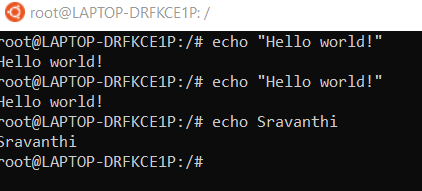 root@LAPTOP-DRFKCE1P: /
root@LAPTOP-DRFKCE1P:/# echo "Hello world!"
Hello world!
root@LAPTOP-DRFKCE1P:/# echo "Hello world!"
Hello world!
root@LAPTOP-DRFKCE1P:/# echo Sravanthi
Sravanthi
root@LAPTOP-DRFKCE1P:/#